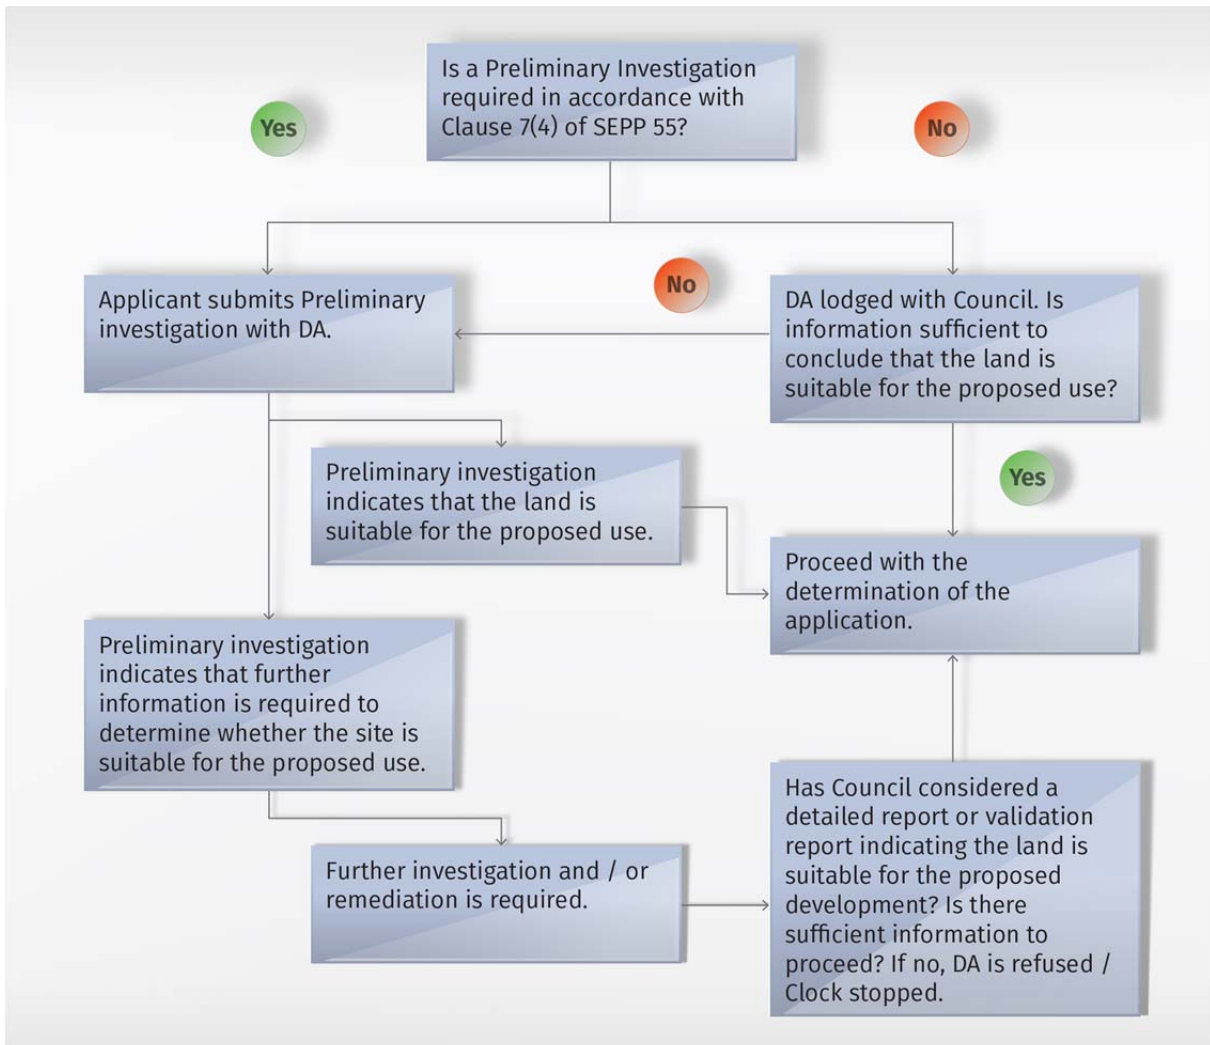 Is a Preliminary Investigation
required in accordance with
Clause 7(4) of SEPP 55?
Yes
No
Applicant submits Preliminary
investigation with DA.
No
DA lodged with Council. Is
information sufficient to
conclude that the land is
suitable for the proposed use?
Preliminary investigation
indicates that the land is
suitable for the proposed use.
Yes
Proceed with the
determination of the
application.
Preliminary investigation
indicates that further
information is required to
determine whether the site is
suitable for the proposed use.
Further investigation and / or
remediation is required.
Has Council considered a
detailed report or validation
report indicating the land is
suitable for the proposed
development? Is there
sufficient information to
proceed? If no, DA is refused /
Clock stopped.